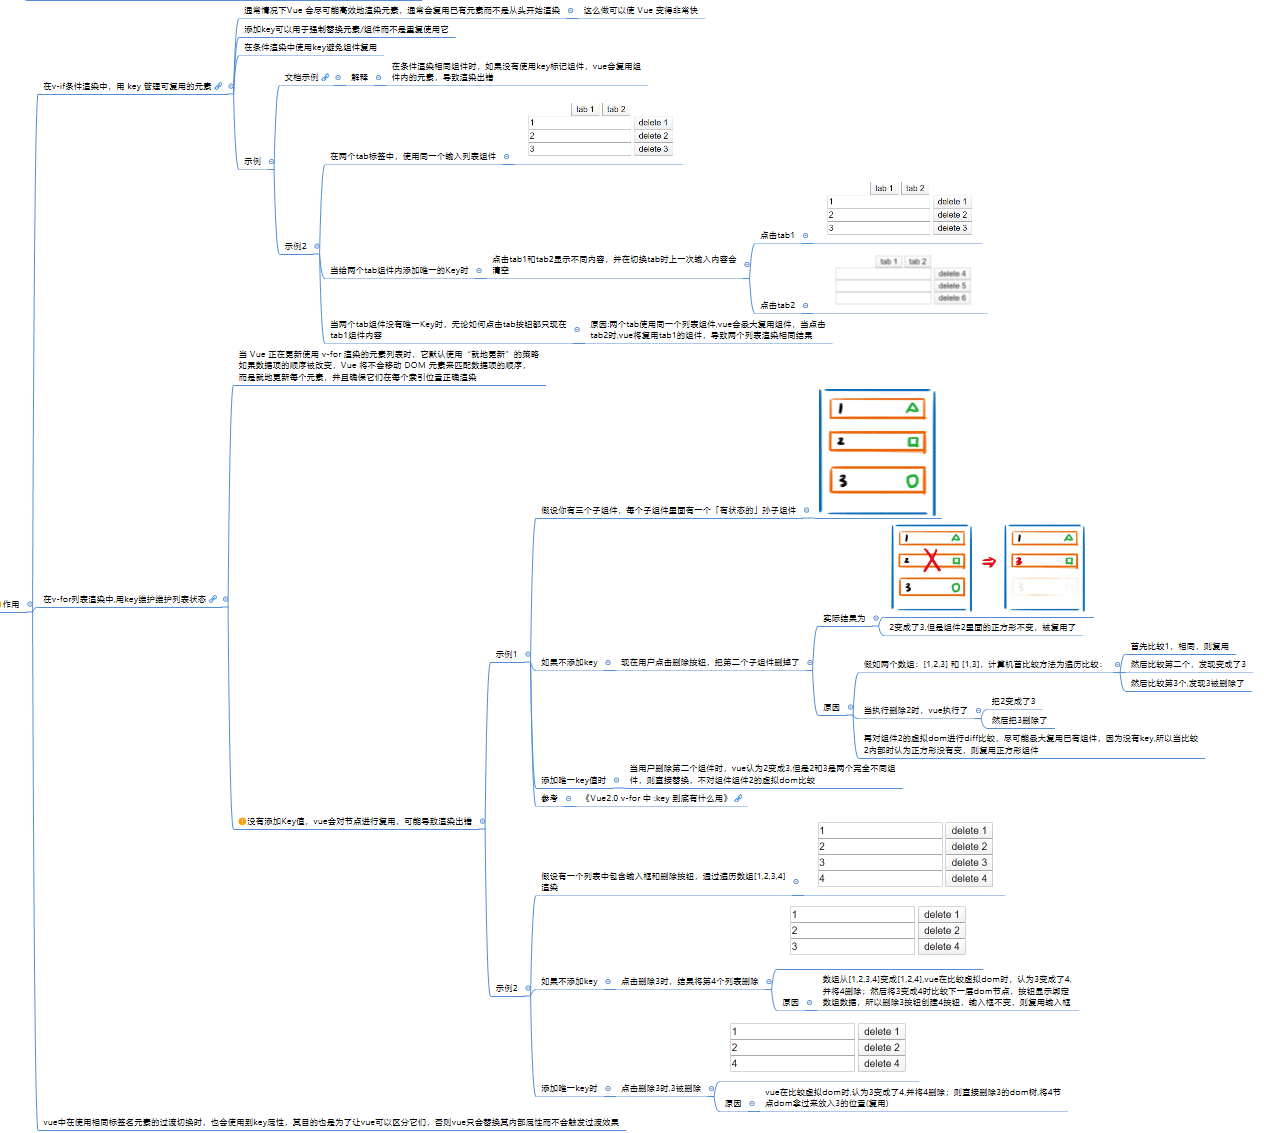 通常情况下Vue 会尽可能高效地渲染元素，通常会复用已有元素而不是从头开始渲染
这么做可以使 Vue 变得非常快
添加key可以用于强制替换元素/组件而不是重复使用它
在条件渲染中使用key避免组件复用
在v-if条件渲染中，用 key 管理可复用的元素
文档示例
解释
在条件渲染相同组件时，如果没有使用key标记组件，vue会复用组
件内的元素，导致渲染出错
示例
tab 1 tab 2
1 delete 1
2 delete 2
3 delete 3
在两个tab标签中，使用同一个输入列表组件
示例2
当给两个tab组件内添加唯一的Key时
点击tab1和tab2显示不同内容，并在切换tab时上一次输入内容会
清空
点击tab1
tab 1 tab 2
1 delete 1
2 delete 2
3 delete 3
点击tab2
tab 1 tab 2
delete 4
delete 5
delete 6
当两个tab组件没有唯一Key时，无论如何点击tab按钮都只现在
tab1组件内容
原因:两个tab使用同一个列表组件,vue会最大复用组件，当点击
tab2时,vue将复用tab1的组件，导致两个列表渲染相同结果
当 Vue 正在更新使用 v-for 渲染的元素列表时，它默认使用“就地更新”的策略
如果数据项的顺序被改变，Vue 将不会移动 DOM 元素来匹配数据项的顺序，
而是就地更新每个元素，并且确保它们在每个索引位置正确渲染
作用
在v-for列表渲染中,用key维护维护列表状态
没有添加Key值，vue会对节点进行复用，可能导致渲染出错
示例1
假设你有三个子组件，每个子组件里面有一个「有状态的」孙子组件
1
2
3
如果不添加key
现在用户点击删除按钮，把第二个子组件删掉了
实际结果为
1
2
3
1
3
3
2变成了3,但是组件2里面的正方形不变，被复用了
原因
假如两个数组：[1,2,3] 和 [1,3]，计算机首比较方法为遍历比较；
首先比较1，相同，则复用
然后比较第二个，发现变成了3
然后比较第3个,发现3被删除了
当执行删除2时，vue执行了
把2变成了3
然后把3删除了
再对组件2的虚拟dom进行diff比较，尽可能最大复用已有组件，因为没有key,所以当比较
2内部时认为正方形没有变，则复用正方形组件
添加唯一key值时
当用户删除第二个组件时，vue认为2变成3,但是2和3是两个完全不同组
件，则直接替换，不对组件组件2的虚拟dom比较
参考
《Vue2.0 v-for 中 :key 到底有什么用》
示例2
假设有一个列表中包含输入框和删除按钮，通过遍历数组[1,2,3,4]
渲染
1 delete 1
2 delete 2
3 delete 3
4 delete 4
如果不添加key
点击删除3时，结果将第4个列表删除
1 delete 1
2 delete 2
3 delete 4
原因
数组从[1,2,3,4]变成[1,2,4],vue在比较虚拟dom时，认为3变成了4,
并将4删除；然后将3变成4时比较下一层dom节点，按钮显示绑定
数组数据，所以删除3按钮创建4按钮，输入框不变，则复用输入框
添加唯一key时
点击删除3时,3被删除
1 delete 1
2 delete 2
4 delete 4
原因
vue在比较虚拟dom时,认为3变成了4,并将4删除；则直接删除3的dom树,将4节
点dom拿过来放入3的位置(复用)
vue中在使用相同标签名元素的过渡切换时，也会使用到key属性，其目的也是为了让vue可以区分它们，否则vue只会替换其内部属性而不会触发过渡效果